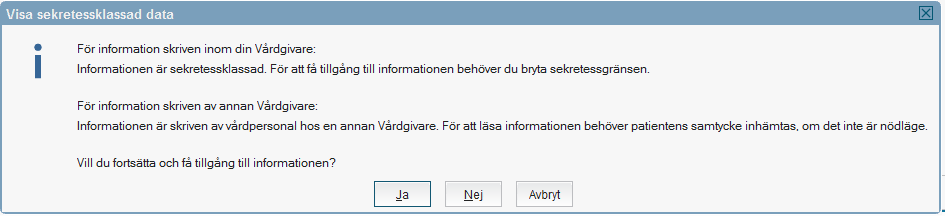 Visa sekretessklassad data
För information skriven inom din Vårdgivare:
Informationen är sekretessklassad. För att få tillgång till informationen behöver du bryta sekretessgränsen.
För information skriven av annan Vårdgivare:
Informationen är skriven av vårdpersonal hos en annan Vårdgivare. För att läsa informationen behöver patientens samtycke inhämtas, om det inte är nödläge.
Vill du fortsätta och få tillgång till informationen?
Ja Nej Avbryt